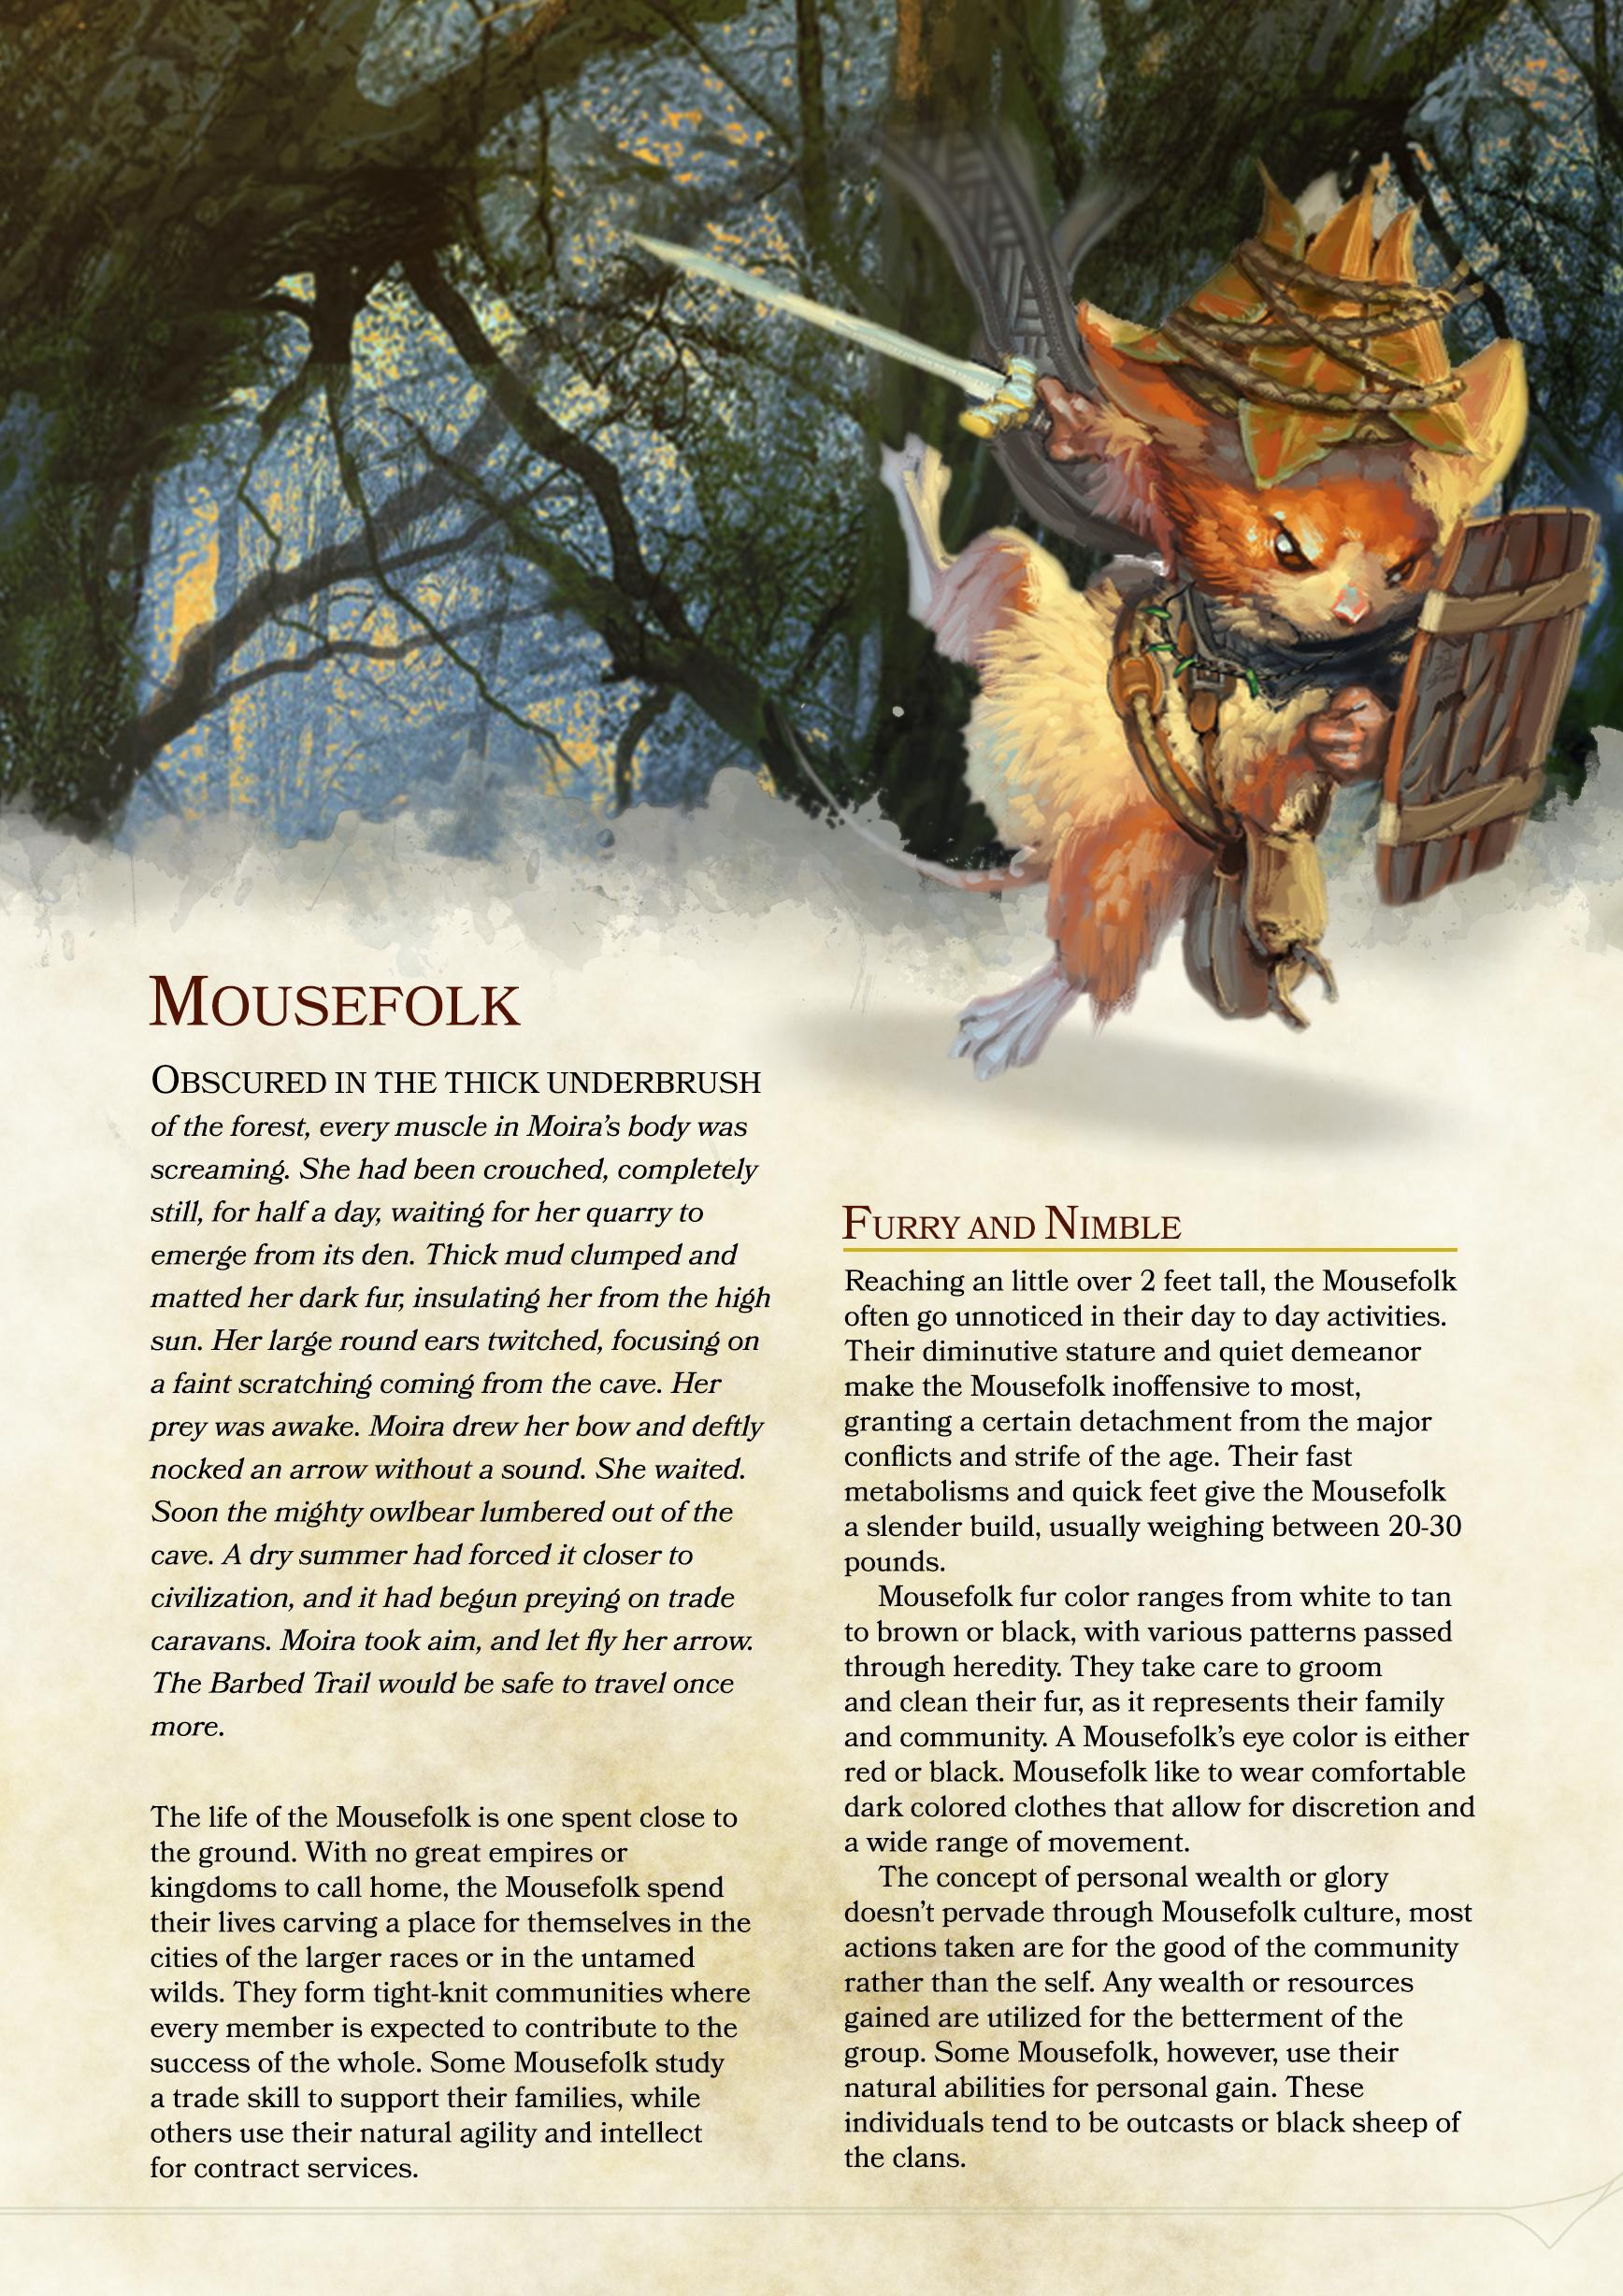 Mousefolk
Obscured in the thick underbrush
of the forest, every muscle in Moira’s body was
screaming. She had been crouched, completely
still, for half a day, waiting for her quarry to
emerge from its den. Thick mud clumped and
matted her dark fur, insulating her from the high
sun. Her large round ears twitched, focusing on
a faint scratching coming from the cave. Her
prey was awake. Moira drew her bow and deftly
nocked an arrow without a sound. She waited.
Soon the mighty owlbear lumbered out of the
cave. A dry summer had forced it closer to
civilization, and it had begun preying on trade
caravans. Moira took aim, and let fly her arrow.
The Barbed Trail would be safe to travel once
more.
The life of the Mousefolk is one spent close to
the ground. With no great empires or
kingdoms to call home, the Mousefolk spend
their lives carving a place for themselves in the
cities of the larger races or in the untamed
wilds. They form tight-knit communities where
every member is expected to contribute to the
success of the whole. Some Mousefolk study
a trade skill to support their families, while
others use their natural agility and intellect
for contract services.
Furry and Nimble
Reaching an little over 2 feet tall, the Mousefolk
often go unnoticed in their day to day activities.
Their diminutive stature and quiet demeanor
make the Mousefolk inoffensive to most,
granting a certain detachment from the major
conflicts and strife of the age. Their fast
metabolisms and quick feet give the Mousefolk
a slender build, usually weighing between 20-30
pounds.
Mousefolk fur color ranges from white to tan
to brown or black, with various patterns passed
through heredity. They take care to groom
and clean their fur, as it represents their family
and community. A Mousefolk’s eye color is either
red or black. Mousefolk like to wear comfortable
dark colored clothes that allow for discretion and
a wide range of movement.
The concept of personal wealth or glory
doesn’t pervade through Mousefolk culture, most
actions taken are for the good of the community
rather than the self. Any wealth or resources
gained are utilized for the betterment of the
group. Some Mousefolk, however, use their
natural abilities for personal gain. These
individuals tend to be outcasts or black sheep of
the clans.